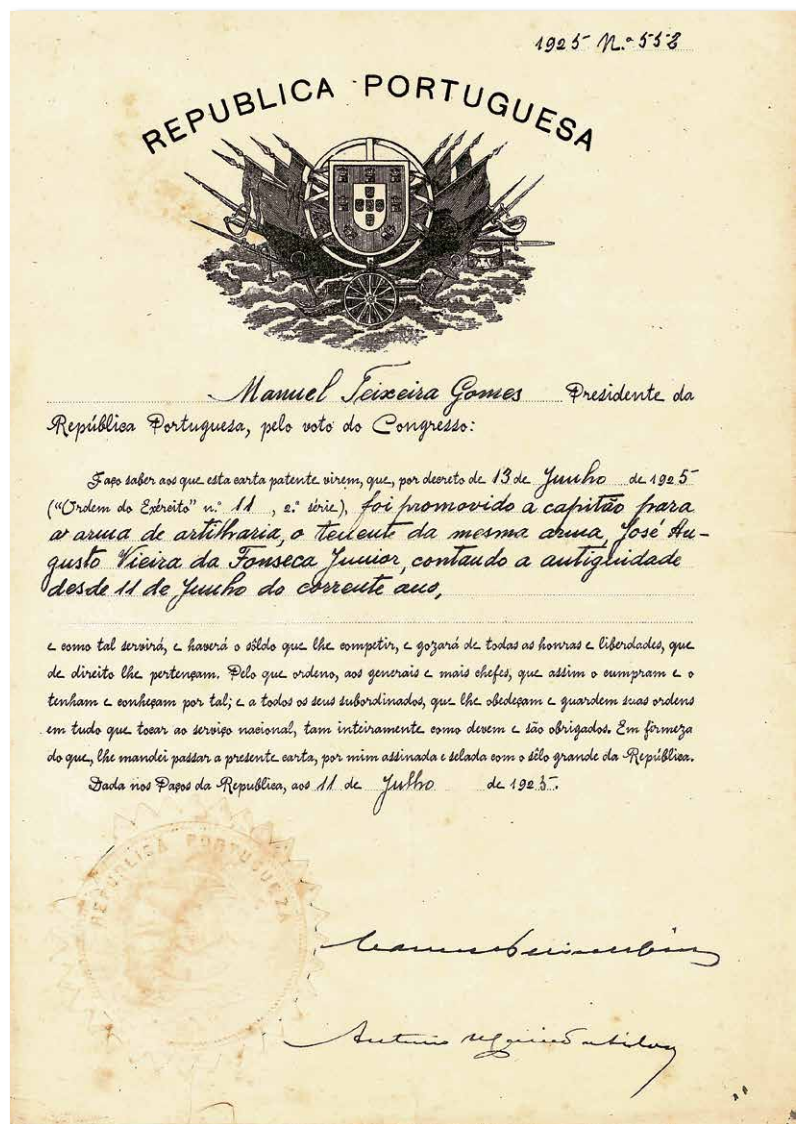 1925 N.º 558
REPUBLICA PORTUGUESA
Manuel Teixeira Gomes Presidente da
República Portuguesa, pelo voto do Congresso:
Faço saber aos que esta carta patente virem, que, por decreto de 13 de Junho de 1925
("Ordem do Exército" n.º 11, 2.ª série), foi promovido a capitão para
a arma de artilharia, o tenente da mesma arma, José Au-
gusto Vieira da Fonseca Junior, contando a antiguidade
desde 11 de Junho do corrente ano,
e como tal servirá, e haverá o sôldo que lhe competir, e gozará de todas as honras e liberdades, que
de direito lhe pertençam. Pelo que ordeno, aos generais e mais chefes, que assim o cumpram e o
tenham e conheçam por tal; e a todos os seus subordinados, que lhe obedeçam e guardem suas ordens
em tudo que tocar ao serviço nacional, tam inteiramente como devem e são obrigados. Em firmeza
do que, lhe mandei passar a presente carta, por mim assinada e selada com o sêlo grande da República.
Dada nos Paços da Republica, aos 11 de Julho de 1925.
REPUBLICA PORTUGUEZA
Antonio da Silva